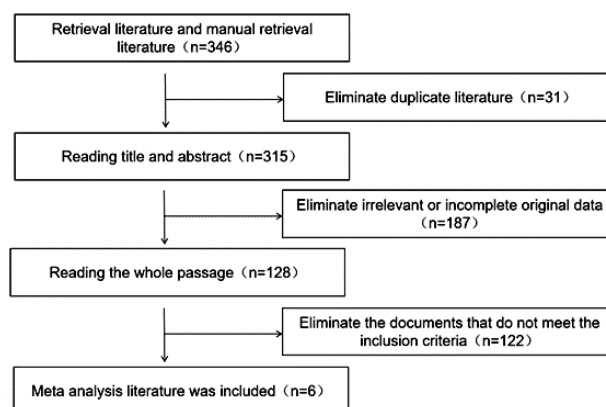 Retrieval literature and manual retrieval
literature（n=346）
Eliminate duplicate literature（n=31）
Reading title and abstract（n=315）
Eliminate irrelevant or incomplete original data
（n=187）
Reading the whole passage（n=128）
Eliminate the documents that do not meet the
inclusion criteria（n=122）
Meta analysis literature was included（n=6）